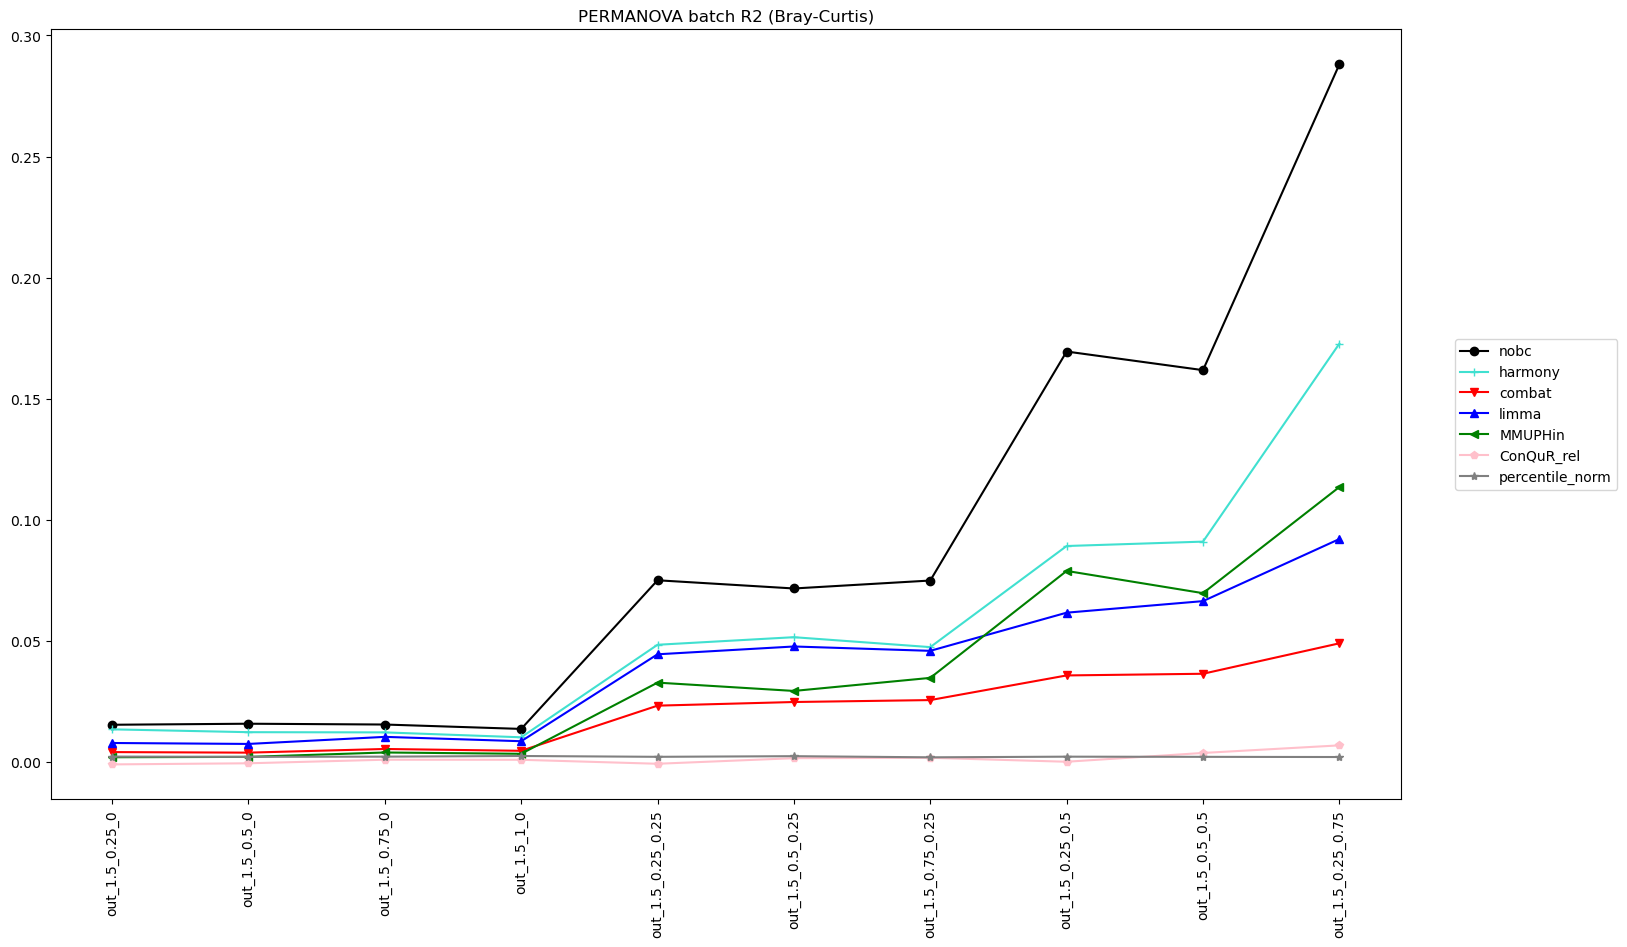 PERMANOVA batch R2 (Bray-Curtis)
0.30
0.25
0.20
0.15
0.10
0.05
0.00
out_1.5_0.25_0
out_1.5_0.5_0
out_1.5_0.75_0
out_1.5_1_0
out_1.5_0.25_0.25
out_1.5_0.5_0.25
out_1.5_0.75_0.25
out_1.5_0.25_0.5
out_1.5_0.5_0.5
out_1.5_0.25_0.75
nobc
harmony
combat
limma
MMUPHin
ConQuR_rel
percentile_norm